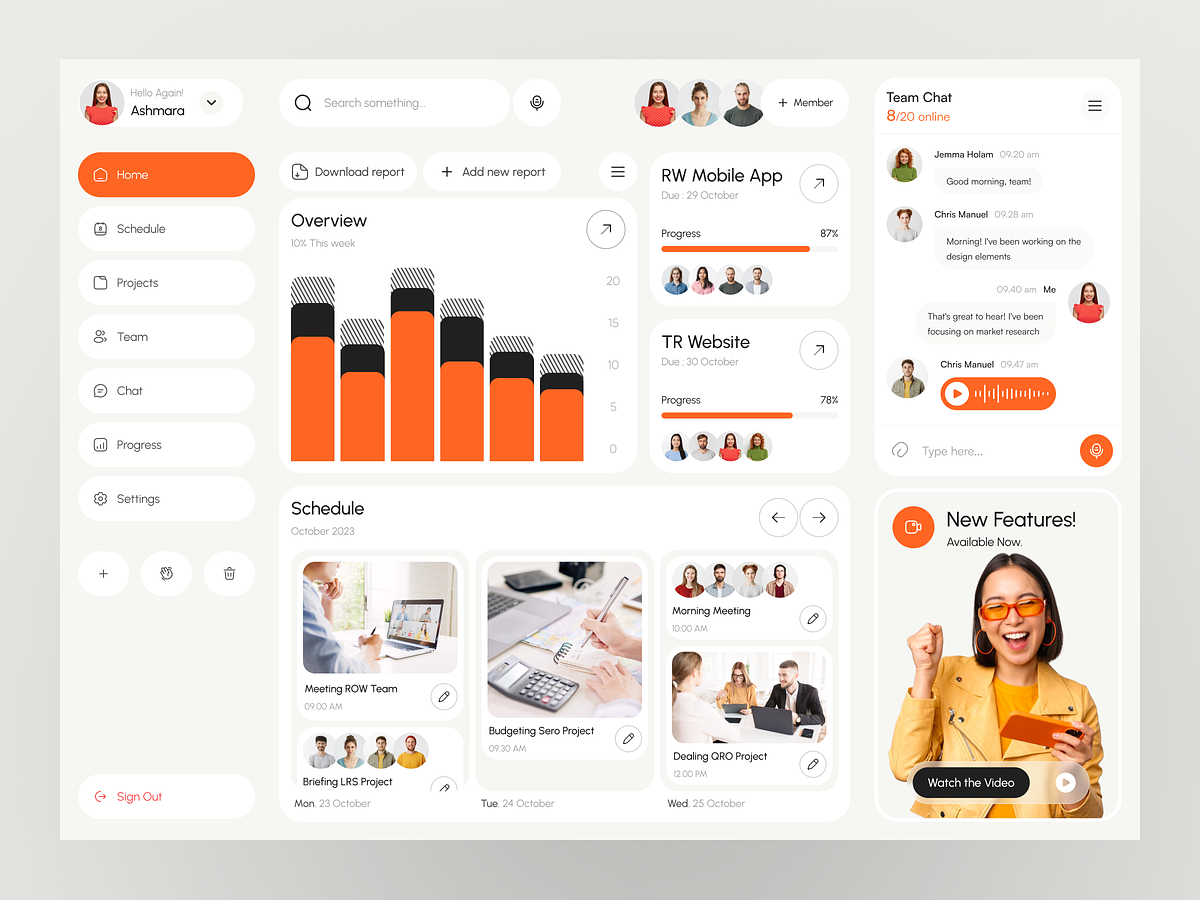 Hello Again!
Ashmara
Search something...
+ Member
Home
Schedule
Projects
Team
Chat
Progress
Settings
Sign Out
Download report
+ Add new report
Overview
10% This week
20
15
10
5
0
RW Mobile App
Due : 29 October
Progress 87%
TR Website
Due : 30 October
Progress 78%
Schedule
October 2023
Meeting ROW Team
09.00 AM
Briefing LRS Project
Mon. 23 October
Budgeting Sero Project
09.30 AM
Tue. 24 October
Morning Meeting
10.00 AM
Dealing QRO Project
12.00 PM
Wed. 25 October
Team Chat
8/20 online
Jemma Holam 09.20 am
Good morning, team!
Chris Manuel 09.28 am
Morning! I've been working on the
design elements
09.40 am Me
That's great to hear! I've been
focusing on market research
Chris Manuel 09.47 am
Type here...
New Features!
Available Now.
Watch the Video